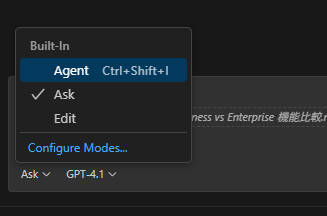 Built-In
Agent Ctrl+Shift+I
Ask
Edit
ness vs Enterprise 機能比較.
Configure Modes...
Ask GPT-4.1